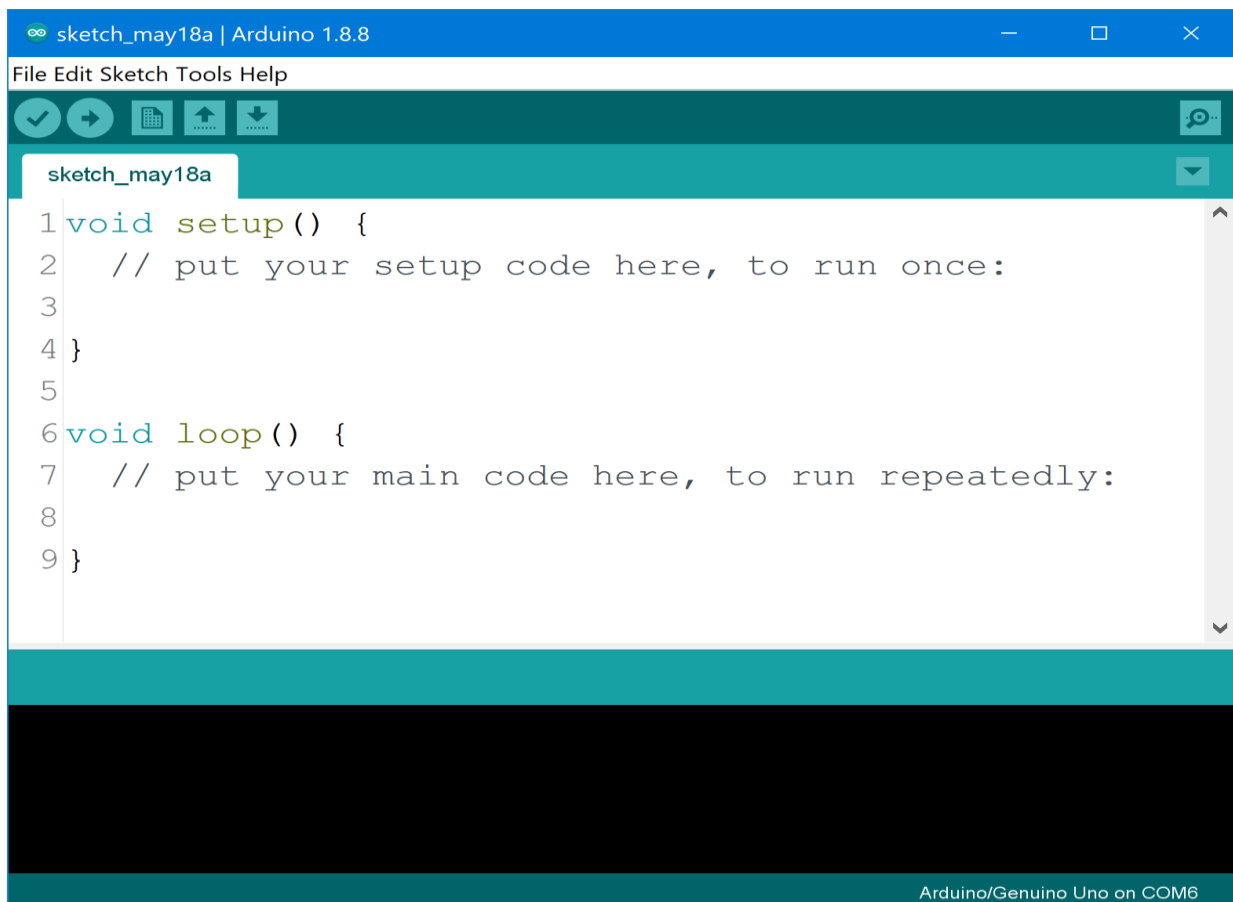 sketch_may18a | Arduino 1.8.8
File Edit Sketch Tools Help
sketch_may18a
1 void setup() {
2   // put your setup code here, to run once:
3
4 }
5
6 void loop() {
7   // put your main code here, to run repeatedly:
8
9 }
Arduino/Genuino Uno on COM6